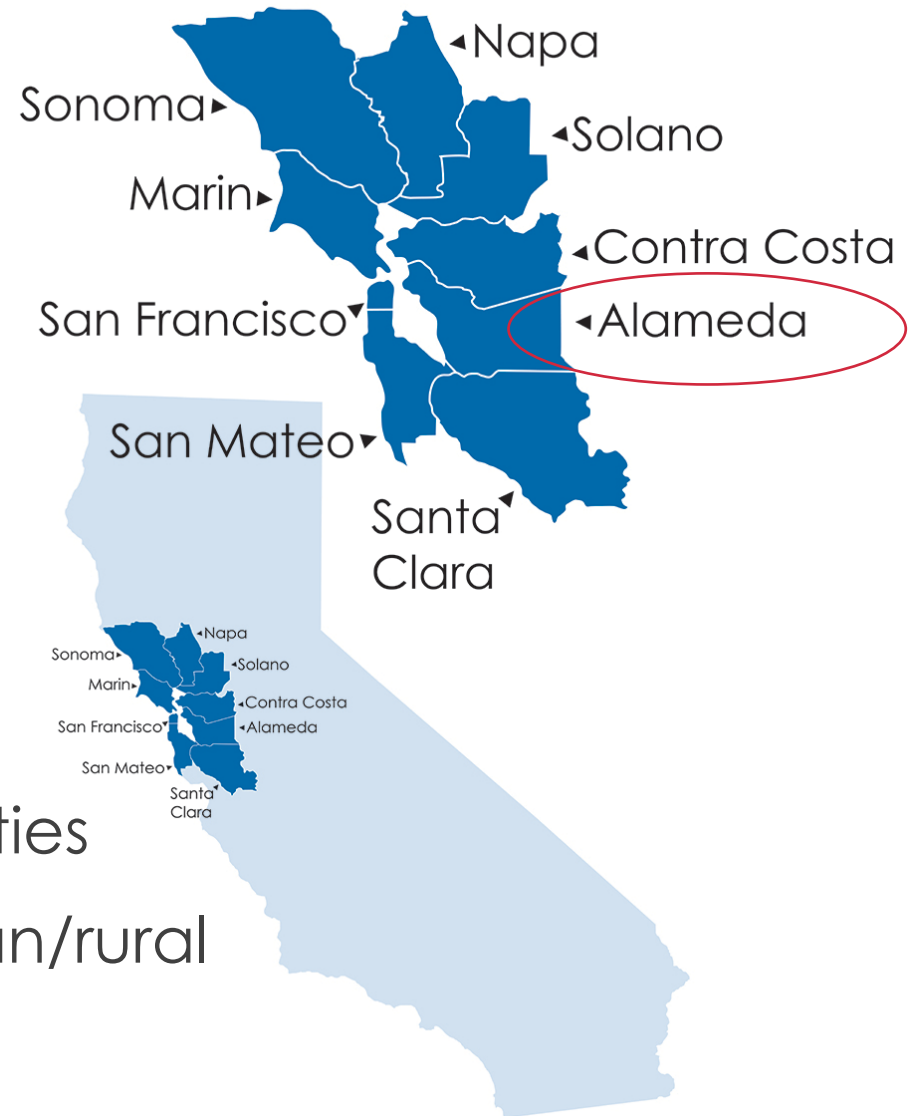 Napa
Sonoma
Solano
Marin
Contra Costa
San Francisco
Alameda
San Mateo
Santa
Clara
Napa
Sonoma
Solano
Marin
Contra Costa
San Francisco
Alameda
San Mateo
Santa
Clara
ties
an/rural